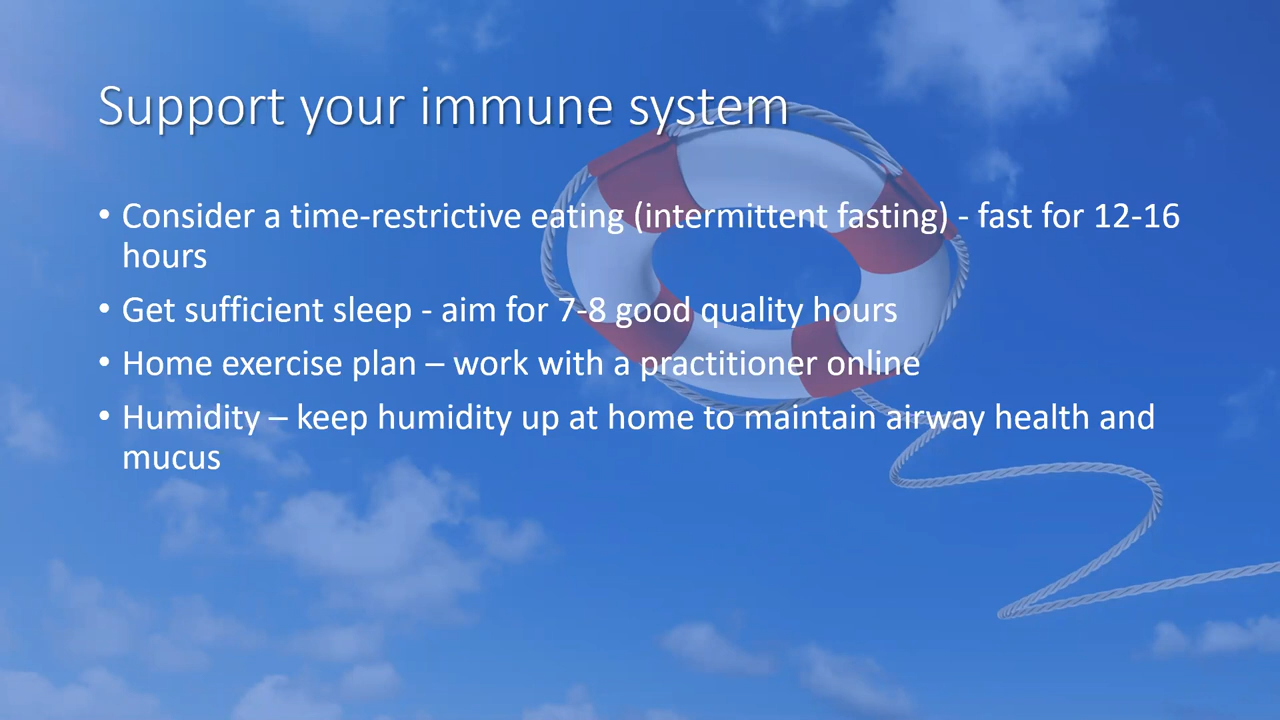 Support your immune system
• Consider a time-restrictive eating (intermittent fasting) - fast for 12-16
hours
• Get sufficient sleep - aim for 7-8 good quality hours
• Home exercise plan – work with a practitioner online
• Humidity – keep humidity up at home to maintain airway health and
mucus